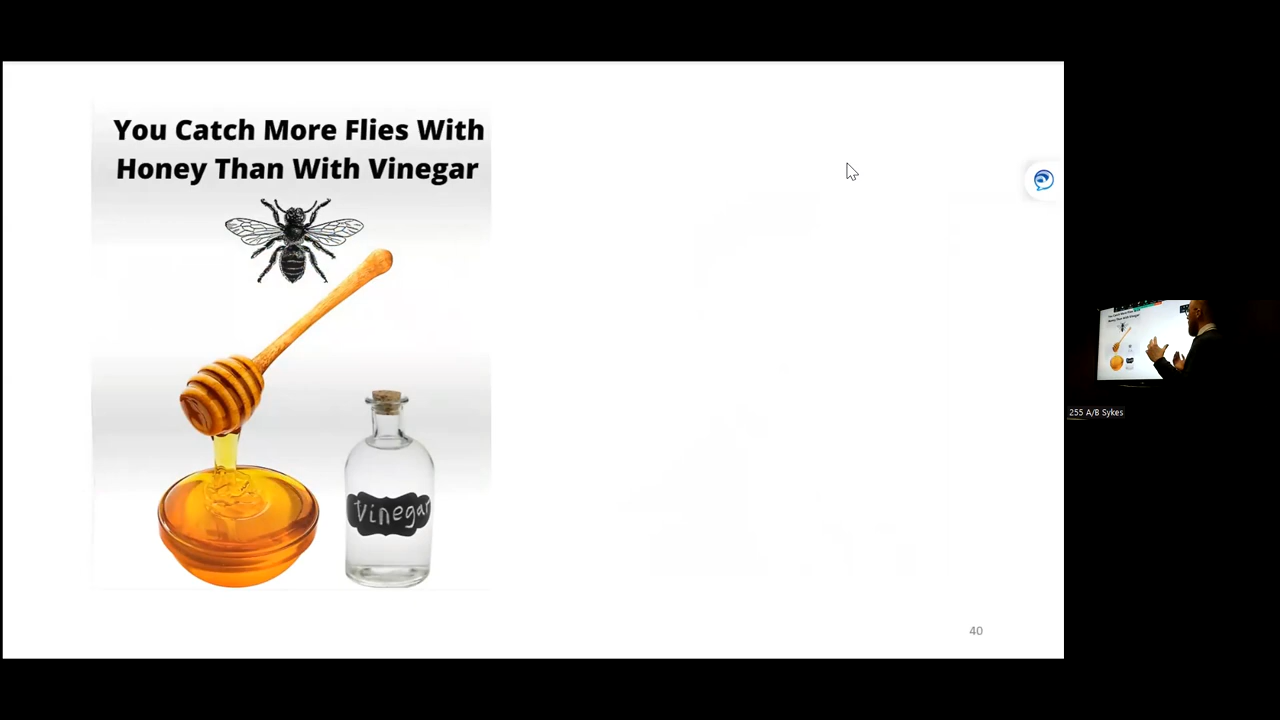 You Catch More Flies With
Honey Than With Vinegar
Vinegar
40
255 A/B Sykes